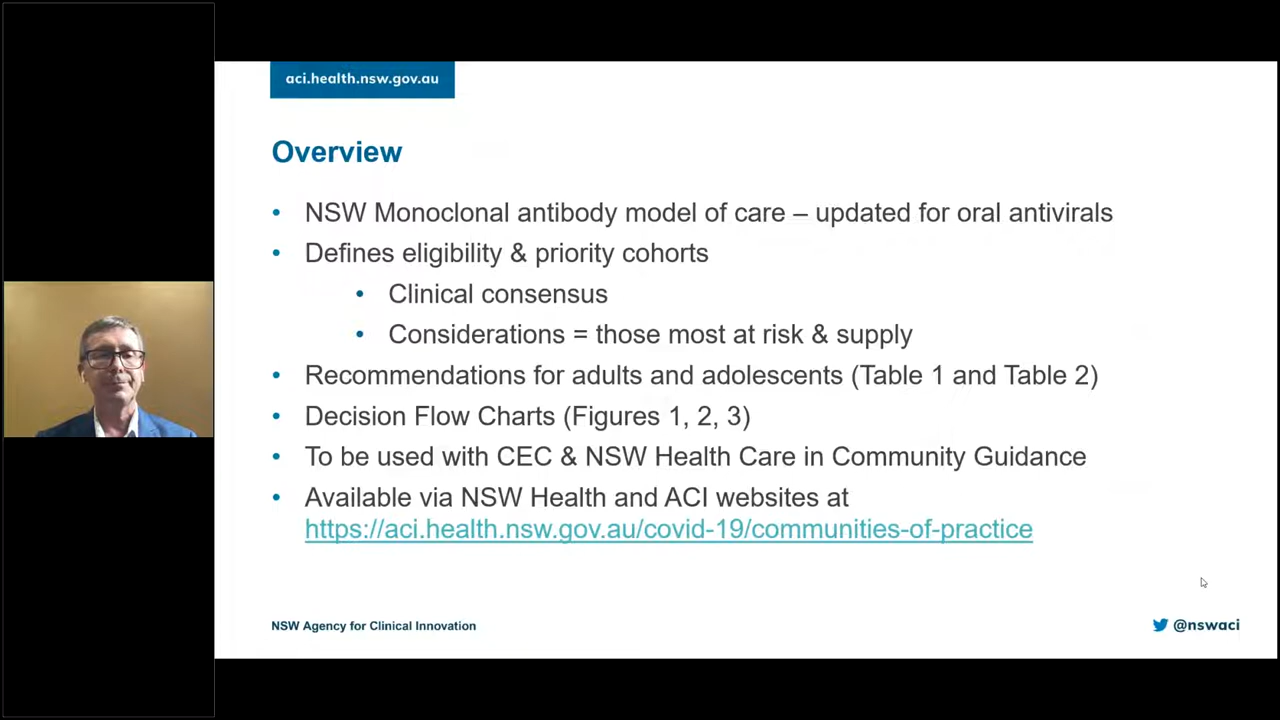 aci.health.nsw.gov.au
Overview
• NSW Monoclonal antibody model of care – updated for oral antivirals
• Defines eligibility & priority cohorts
• Clinical consensus
• Considerations = those most at risk & supply
• Recommendations for adults and adolescents (Table 1 and Table 2)
• Decision Flow Charts (Figures 1, 2, 3)
• To be used with CEC & NSW Health Care in Community Guidance
• Available via NSW Health and ACI websites at
https://aci.health.nsw.gov.au/covid-19/communities-of-practice
NSW Agency for Clinical Innovation
@nswaci